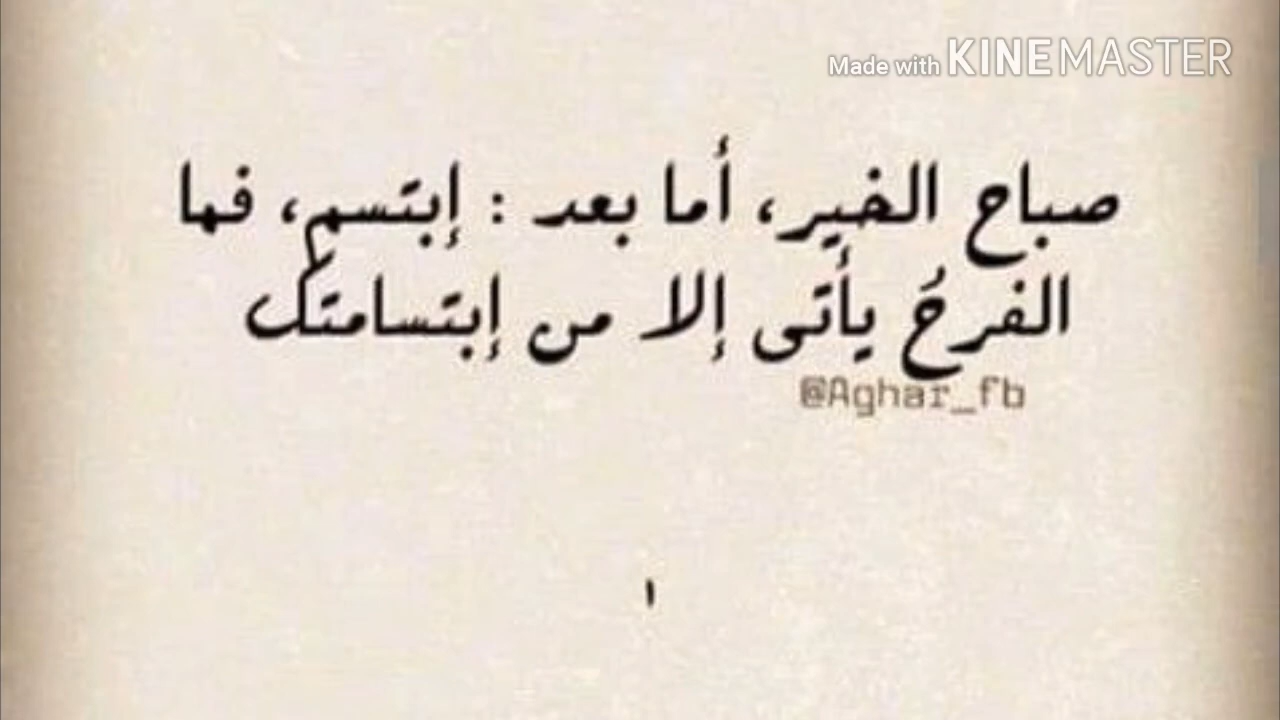 Made with KINEMASTER
صباح الخير، أما بعد : إبتسم، فما
الفرحُ يأتى إلا من إبتسامتك
@Aghar_fb
١